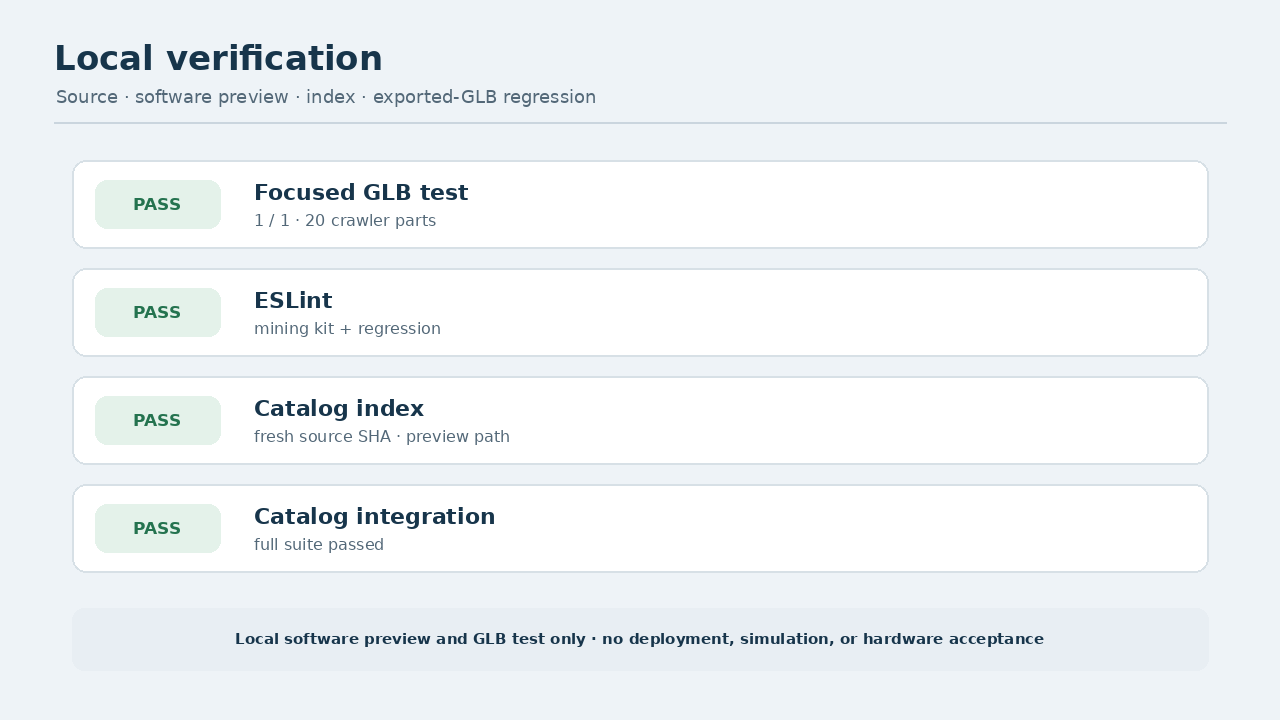 Local verification
Source · software preview · index · exported-GLB regression
PASS
Focused GLB test
1 / 1 · 20 crawler parts
PASS
ESLint
mining kit + regression
PASS
Catalog index
fresh source SHA · preview path
PASS
Catalog integration
full suite passed
Local software preview and GLB test only · no deployment, simulation, or hardware acceptance